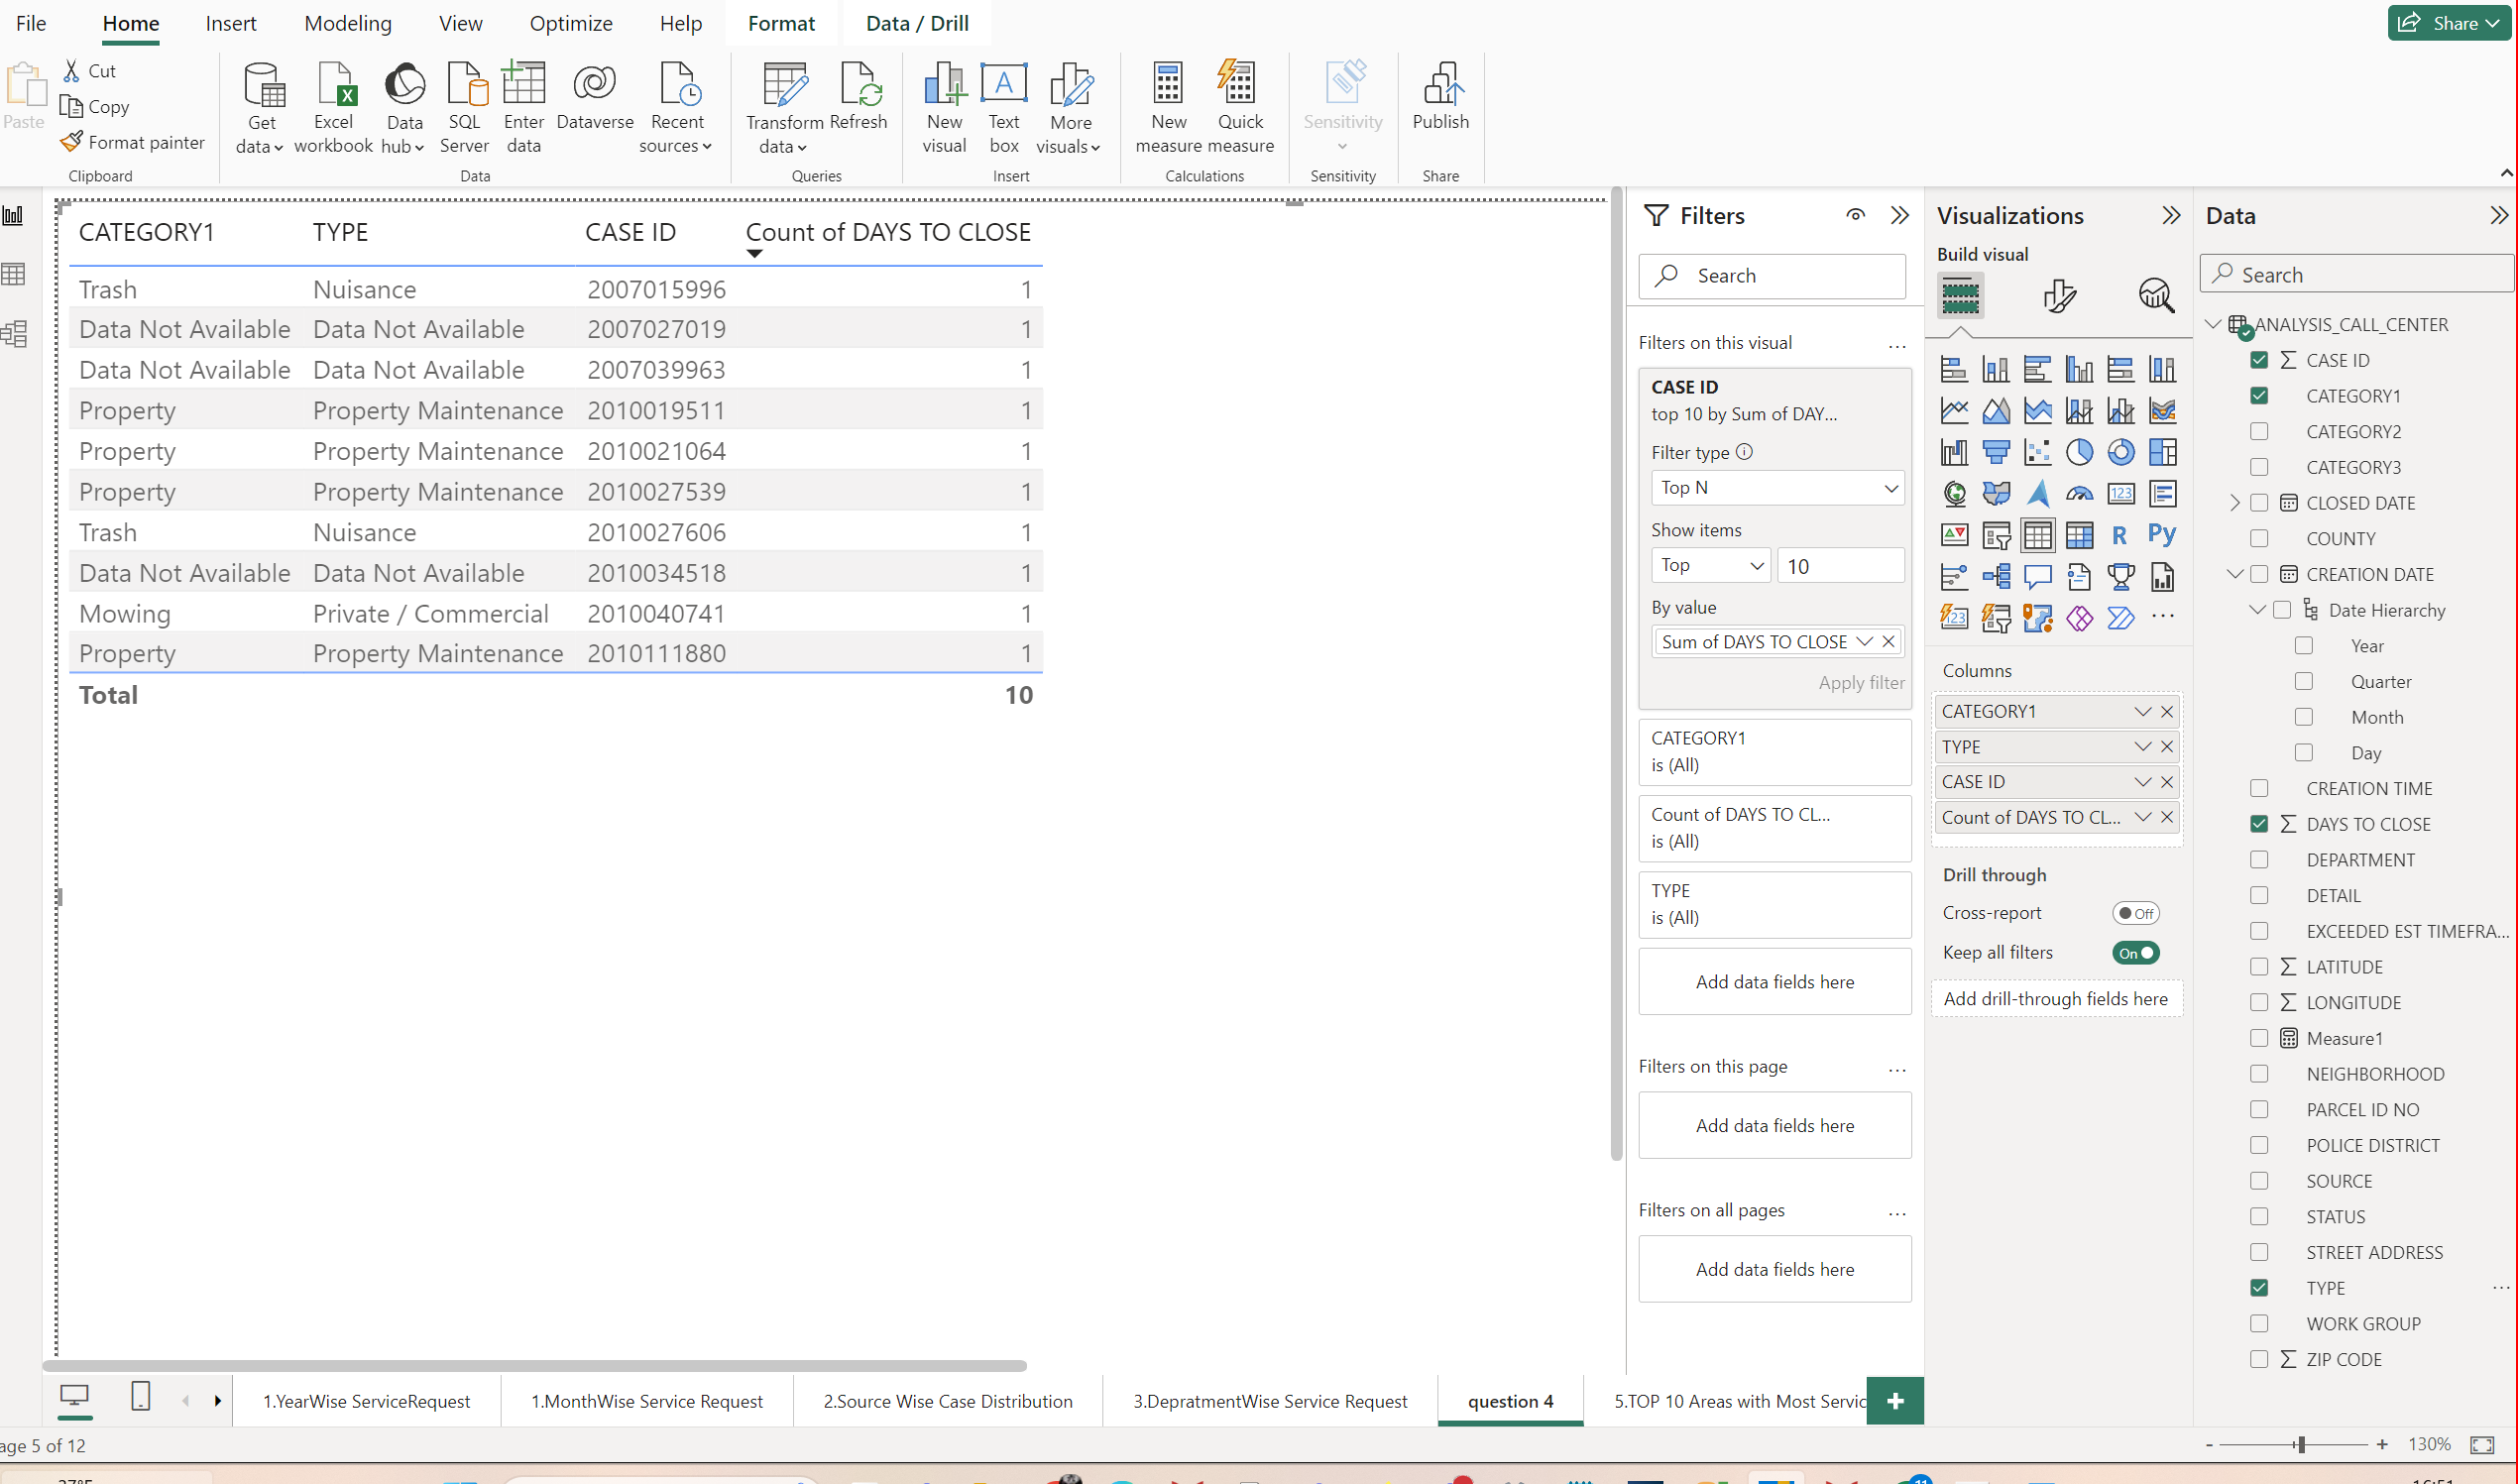 File Home Insert Modeling View Optimize Help Format Data / Drill Share
Paste
Cut
Copy
Format painter
Clipboard
Get data
Excel workbook
Data hub
SQL Server
Enter data
Dataverse
Recent sources
Data
Transform data
Refresh
Queries
New visual
Text box
More visuals
Insert
New measure
Quick measure
Calculations
Sensitivity
Sensitivity
Publish
Share
CATEGORY1 TYPE CASE ID Count of DAYS TO CLOSE
Trash Nuisance 2007015996 1
Data Not Available Data Not Available 2007027019 1
Data Not Available Data Not Available 2007039963 1
Property Property Maintenance 2010019511 1
Property Property Maintenance 2010021064 1
Property Property Maintenance 2010027539 1
Trash Nuisance 2010027606 1
Data Not Available Data Not Available 2010034518 1
Mowing Private / Commercial 2010040741 1
Property Property Maintenance 2010111880 1
Total 10
Filters
Search
Filters on this visual ...
CASE ID
top 10 by Sum of DAY...
Filter type
Top N
Show items
Top 10
By value
Sum of DAYS TO CLOSE
Apply filter
CATEGORY1
is (All)
Count of DAYS TO CL...
is (All)
TYPE
is (All)
Add data fields here
Filters on this page ...
Add data fields here
Filters on all pages ...
Add data fields here
Visualizations
Build visual
123
R Py
123
...
Columns
CATEGORY1
TYPE
CASE ID
Count of DAYS TO CL...
Drill through
Cross-report Off
Keep all filters On
Add drill-through fields here
Data
Search
ANALYSIS_CALL_CENTER
CASE ID
CATEGORY1
CATEGORY2
CATEGORY3
CLOSED DATE
COUNTY
CREATION DATE
Date Hierarchy
Year
Quarter
Month
Day
CREATION TIME
DAYS TO CLOSE
DEPARTMENT
DETAIL
EXCEEDED EST TIMEFRA...
LATITUDE
LONGITUDE
Measure1
NEIGHBORHOOD
PARCEL ID NO
POLICE DISTRICT
SOURCE
STATUS
STREET ADDRESS
TYPE ...
WORK GROUP
ZIP CODE
1.YearWise ServiceRequest 1.MonthWise Service Request 2.Source Wise Case Distribution 3.DepratmentWise Service Request question 4 5.TOP 10 Areas with Most Servic
age 5 of 12
- + 130%
11